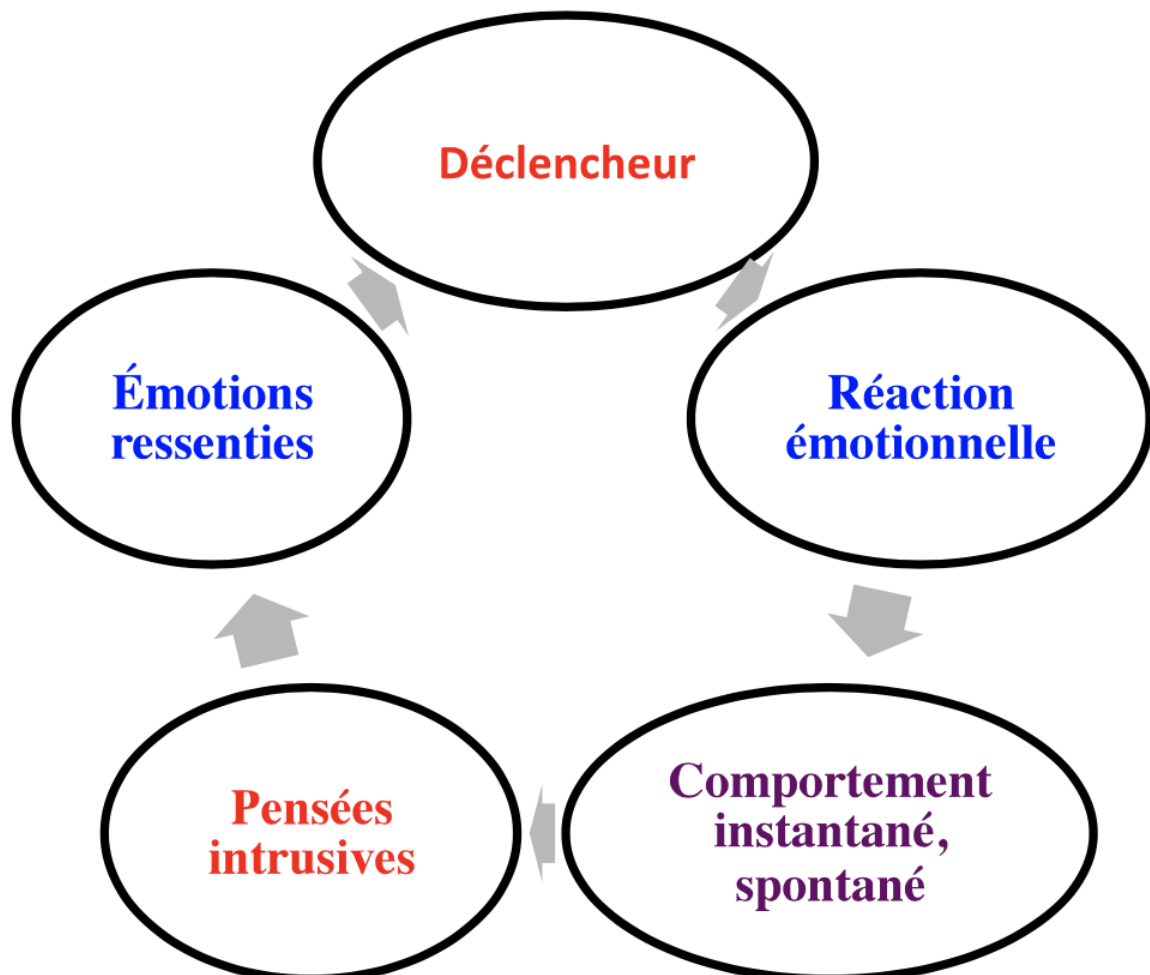 Déclencheur
Réaction
émotionnelle
Comportement
instantané,
spontané
Pensées
intrusives
Émotions
ressenties